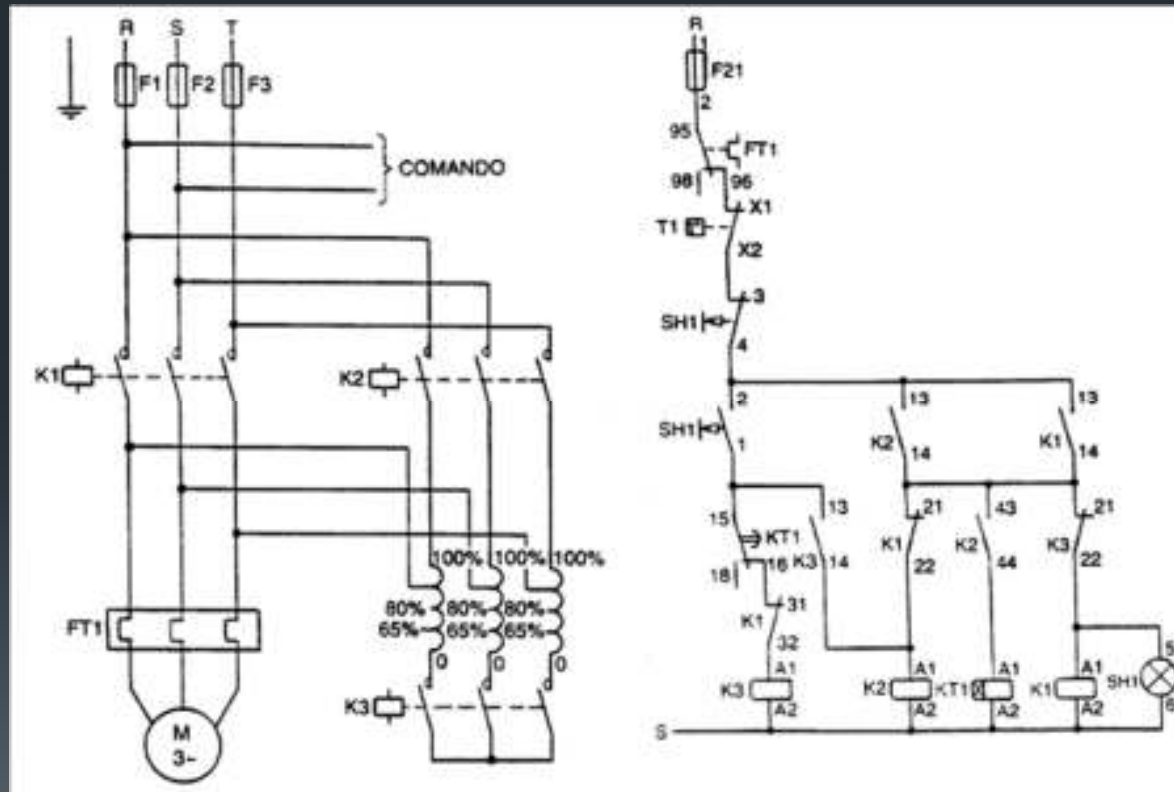 R S T
F1 F2 F3
COMANDO
K1 K2
100% 100% 100%
80% 80% 80%
65% 65% 65%
0 0 0
FT1
K3
M
3~
R
1
F21
2
95
FT1
98 96
X1
T1
X2
3
SH1
4
2 13 13
SH1 K2 K1
1 14 14
15 13 21 43 21
KT1 K1 K2 K3
18 16 K3 14 22 44 22
31
K1
32
A1 A1 A1 A1 5
K3 K2 KT1 K1 SH1
A2 A2 A2 A2 6
S